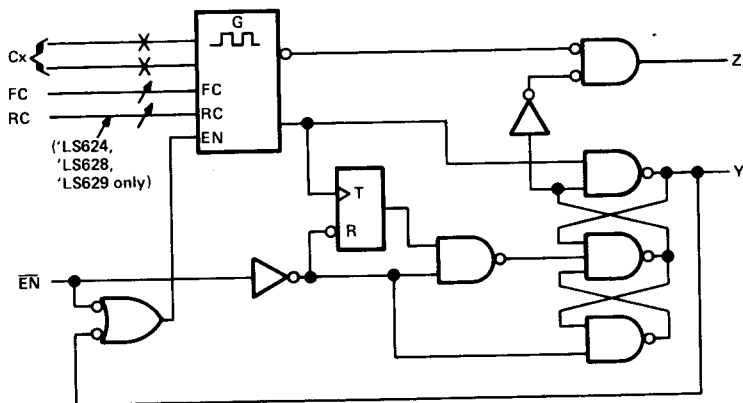 G
Cx
FC
RC
FC
RC
EN
('LS624,
'LS628,
'LS629 only)
Z
T
R
Y
EN